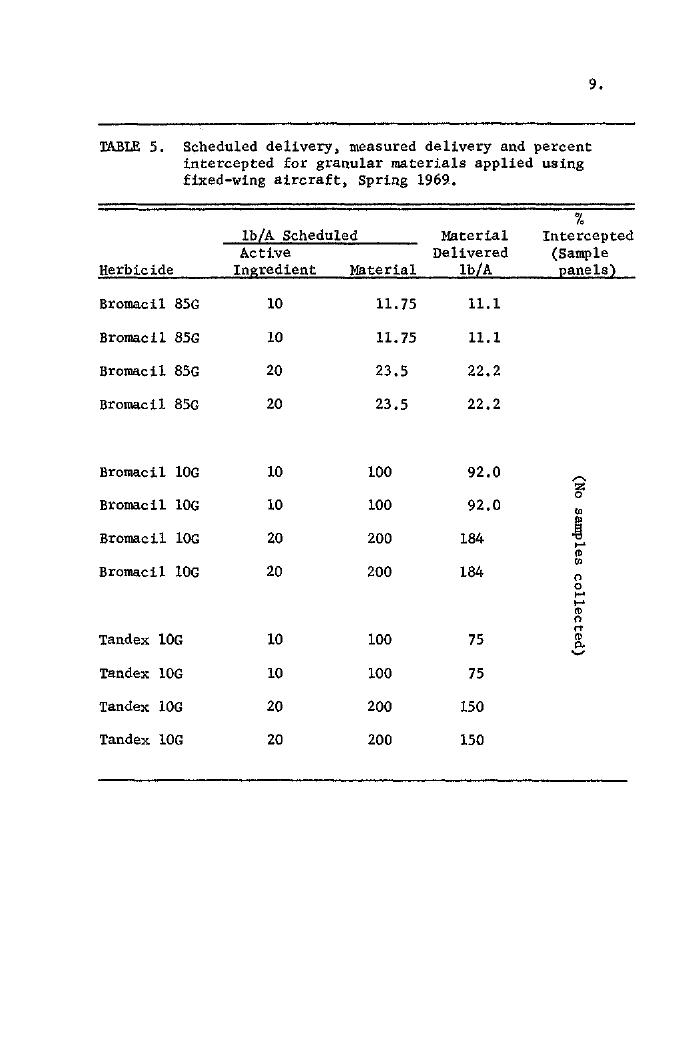 9.
TABLE 5. Scheduled delivery, measured delivery and percent
intercepted for granular materials applied using
fixed-wing aircraft, Spring 1969.
%
lb/A Scheduled Material Intercepted
Active Delivered (Sample
Herbicide Ingredient Material lb/A panels)
Bromacil 85G 10 11.75 11.1
Bromacil 85G 10 11.75 11.1
Bromacil 85G 20 23.5 22.2
Bromacil 85G 20 23.5 22.2
Bromacil 10G 10 100 92.0
Bromacil 10G 10 100 92.0
Bromacil 10G 20 200 184
Bromacil 10G 20 200 184
Tandex 10G 10 100 75
Tandex 10G 10 100 75
Tandex 10G 20 200 150
Tandex 10G 20 200 150
(No samples collected)